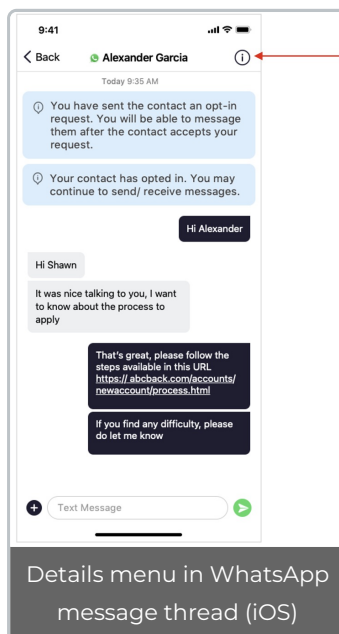 9:41
Back
Alexander Garcia
Today 9:35 AM
You have sent the contact an opt-in
request. You will be able to message
them after the contact accepts your
request.
Your contact has opted in. You may
continue to send/ receive messages.
Hi Alexander
Hi Shawn
It was nice talking to you, I want
to know about the process to
apply
That's great, please follow the
steps available in this URL
https:// abcback.com/accounts/
newaccount/process.html
If you find any difficulty, please
do let me know
Text Message
Details menu in WhatsApp
message thread (iOS)